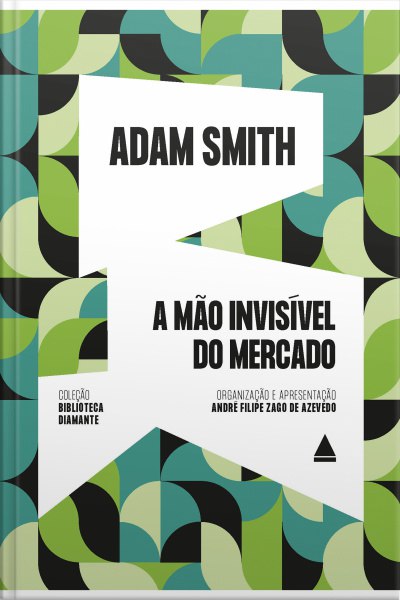 ADAM SMITH
A MÃO INVISÍVEL
DO MERCADO
COLEÇÃO
BIBLIOTECA
DIAMANTE
ORGANIZAÇÃO E APRESENTAÇÃO
ANDRÉ FILIPE ZAGO DE AZEVEDO